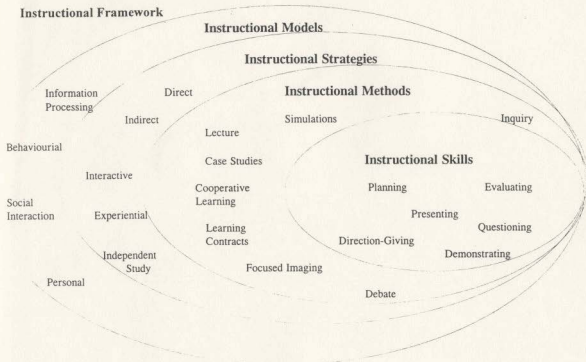 Instructional Framework
Instructional Models
Instructional Strategies
Instructional Methods
Information
Processing
Direct
Indirect
Lecture
Simulations
Inquiry
Behaviourial
Interactive
Case Studies
Instructional Skills
Cooperative
Learning
Planning
Evaluating
Social
Interaction
Experiential
Presenting
Learning
Contracts
Questioning
Direction-Giving
Demonstrating
Independent
Study
Focused Imaging
Personal
Debate